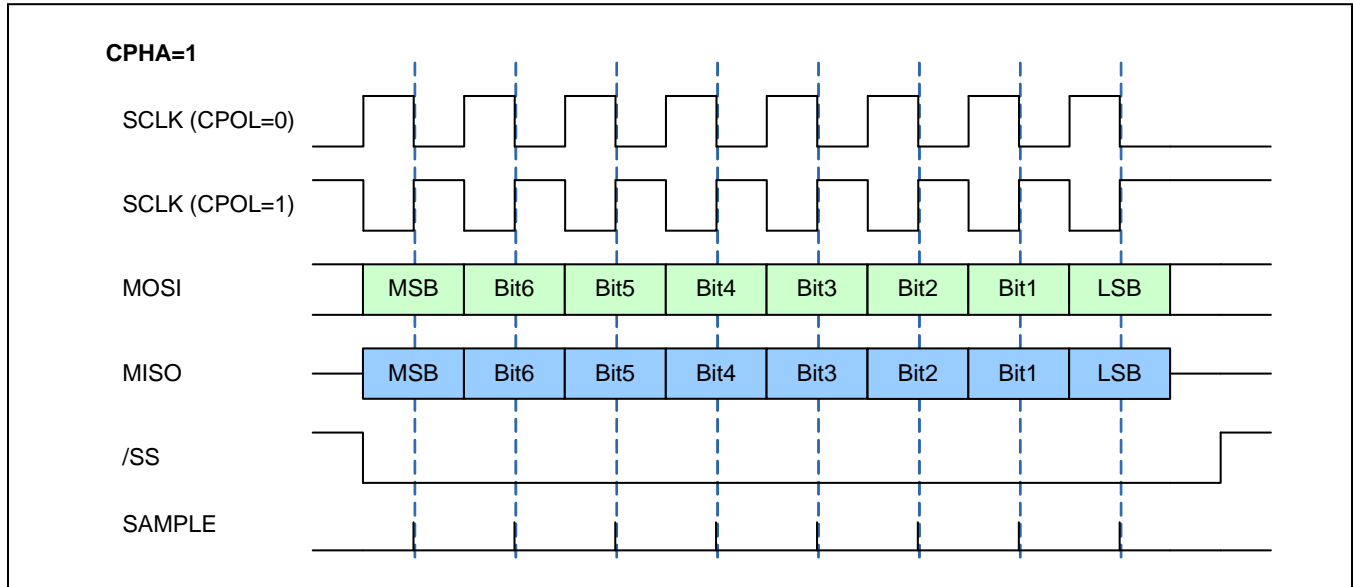 CPHA=1
SCLK (CPOL=0)
SCLK (CPOL=1)
MOSI MSB Bit6 Bit5 Bit4 Bit3 Bit2 Bit1 LSB
MISO MSB Bit6 Bit5 Bit4 Bit3 Bit2 Bit1 LSB
/SS
SAMPLE